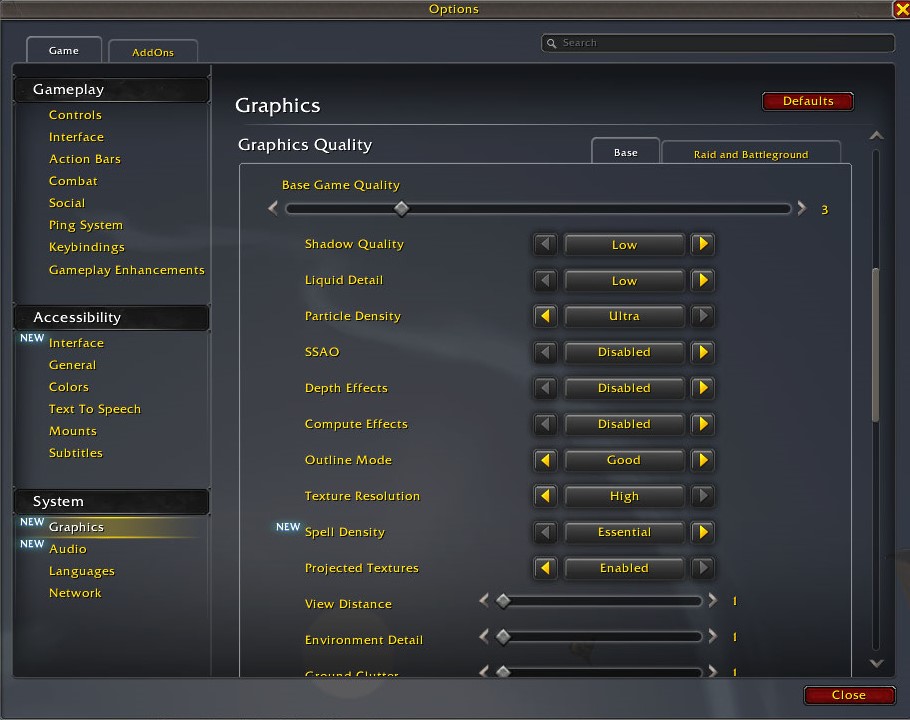 Options
Game
AddOns
Search
Gameplay
Controls
Interface
Action Bars
Combat
Social
Ping System
Keybindings
Gameplay Enhancements
Accessibility
NEW Interface
General
Colors
Text To Speech
Mounts
Subtitles
System
NEW Graphics
NEW Audio
Languages
Network
Graphics
Defaults
Graphics Quality
Base
Raid and Battleground
Base Game Quality
3
Shadow Quality Low
Liquid Detail Low
Particle Density Ultra
SSAO Disabled
Depth Effects Disabled
Compute Effects Disabled
Outline Mode Good
Texture Resolution High
NEW Spell Density Essential
Projected Textures Enabled
View Distance 1
Environment Detail 1
Ground Clutter 1
Close